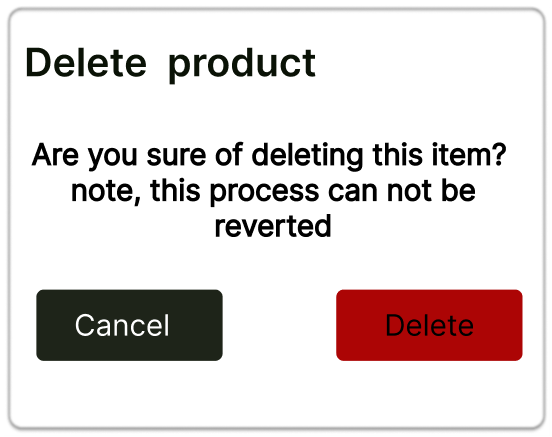 Delete product
Are you sure of deleting this item?
note, this process can not be
reverted
Cancel
Delete